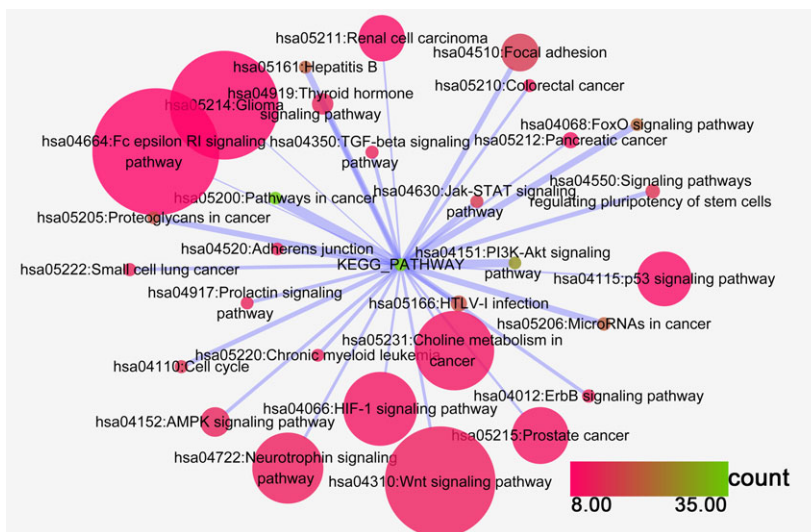 hsa05211:Renal cell carcinoma
hsa04510:Focal adhesion
hsa05161:Hepatitis B
hsa05210:Colorectal cancer
hsa04919:Thyroid hormone
signaling pathway
hsa05214:Glioma
hsa04068:FoxO signaling pathway
hsa05212:Pancreatic cancer
hsa04664:Fc epsilon RI signaling
pathway
hsa04350:TGF-beta signaling
pathway
hsa04550:Signaling pathways
regulating pluripotency of stem cells
hsa04630:Jak-STAT signaling
pathway
hsa05200:Pathways in cancer
hsa05205:Proteoglycans in cancer
hsa04520:Adherens junction
hsa04151:PI3K-Akt signaling
pathway
KEGG_PATHWAY
hsa05222:Small cell lung cancer
hsa04115:p53 signaling pathway
hsa04917:Prolactin signaling
pathway
hsa05166:HTLV-I infection
hsa05206:MicroRNAs in cancer
hsa05231:Choline metabolism in
cancer
hsa05220:Chronic myeloid leukemia
hsa04110:Cell cycle
hsa04012:ErbB signaling pathway
hsa04066:HIF-1 signaling pathway
hsa04152:AMPK signaling pathway
hsa05215:Prostate cancer
hsa04722:Neurotrophin signaling
pathway
hsa04310:Wnt signaling pathway
count
8.00 35.00